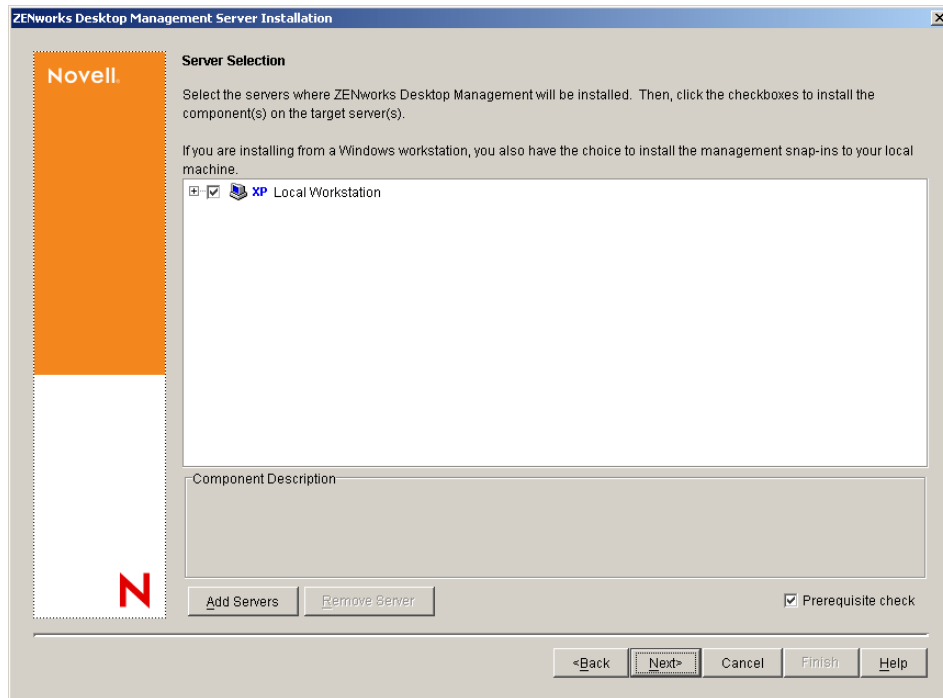 ZENworks Desktop Management Server Installation
Novell.
Server Selection
Select the servers where ZENworks Desktop Management will be installed. Then, click the checkboxes to install the
component(s) on the target server(s).
If you are installing from a Windows workstation, you also have the choice to install the management snap-ins to your local
machine.
XP Local Workstation
Component Description
N
Add Servers
Remove Server
Prerequisite check
<Back
Next>
Cancel
Finish
Help